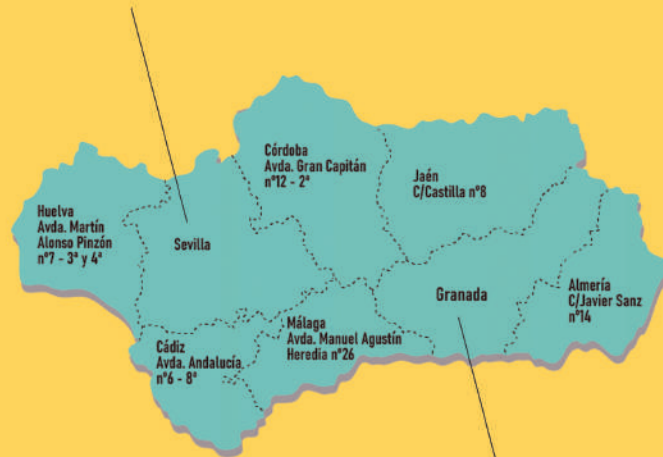 Córdoba
Avda. Gran Capitán
nº12 - 2ª
Jaén
C/Castilla nº8
Huelva
Avda. Martín
Alonso Pinzón
nº7 - 3ª y 4ª
Sevilla
Granada
Almería
C/Javier Sanz
nº14
Málaga
Avda. Manuel Agustín
Heredia nº26
Cádiz
Avda. Andalucía
nº6 - 8ª